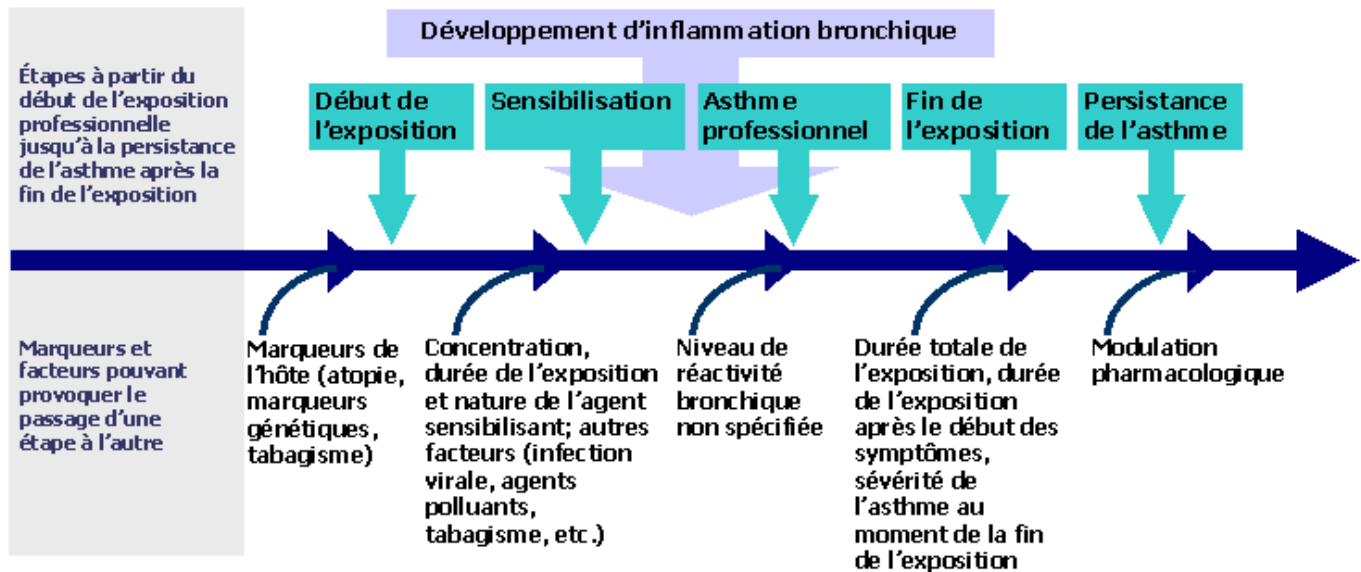 Développement d'inflammation bronchique
Étapes à partir du
début de l'exposition
professionnelle
jusqu'à la persistance
de l'asthme après la
fin de l'exposition
Début de
l'exposition
Sensibilisation
Asthme
professionnel
Fin de
l'exposition
Persistance
de l'asthme
Marqueurs et
facteurs pouvant
provoquer le
passage d'une
étape à l'autre
Marqueurs de
l'hôte (atopie,
marqueurs
génétiques,
tabagisme)
Concentration,
durée de l'exposition
et nature de l'agent
sensibilisant; autres
facteurs (infection
virale, agents
polluants,
tabagisme, etc.)
Niveau de
réactivité
bronchique
non spécifiée
Durée totale de
l'exposition, durée
de l'exposition
après le début des
symptômes,
sévérité de
l'asthme au
moment de la fin
de l'exposition
Modulation
pharmacologique